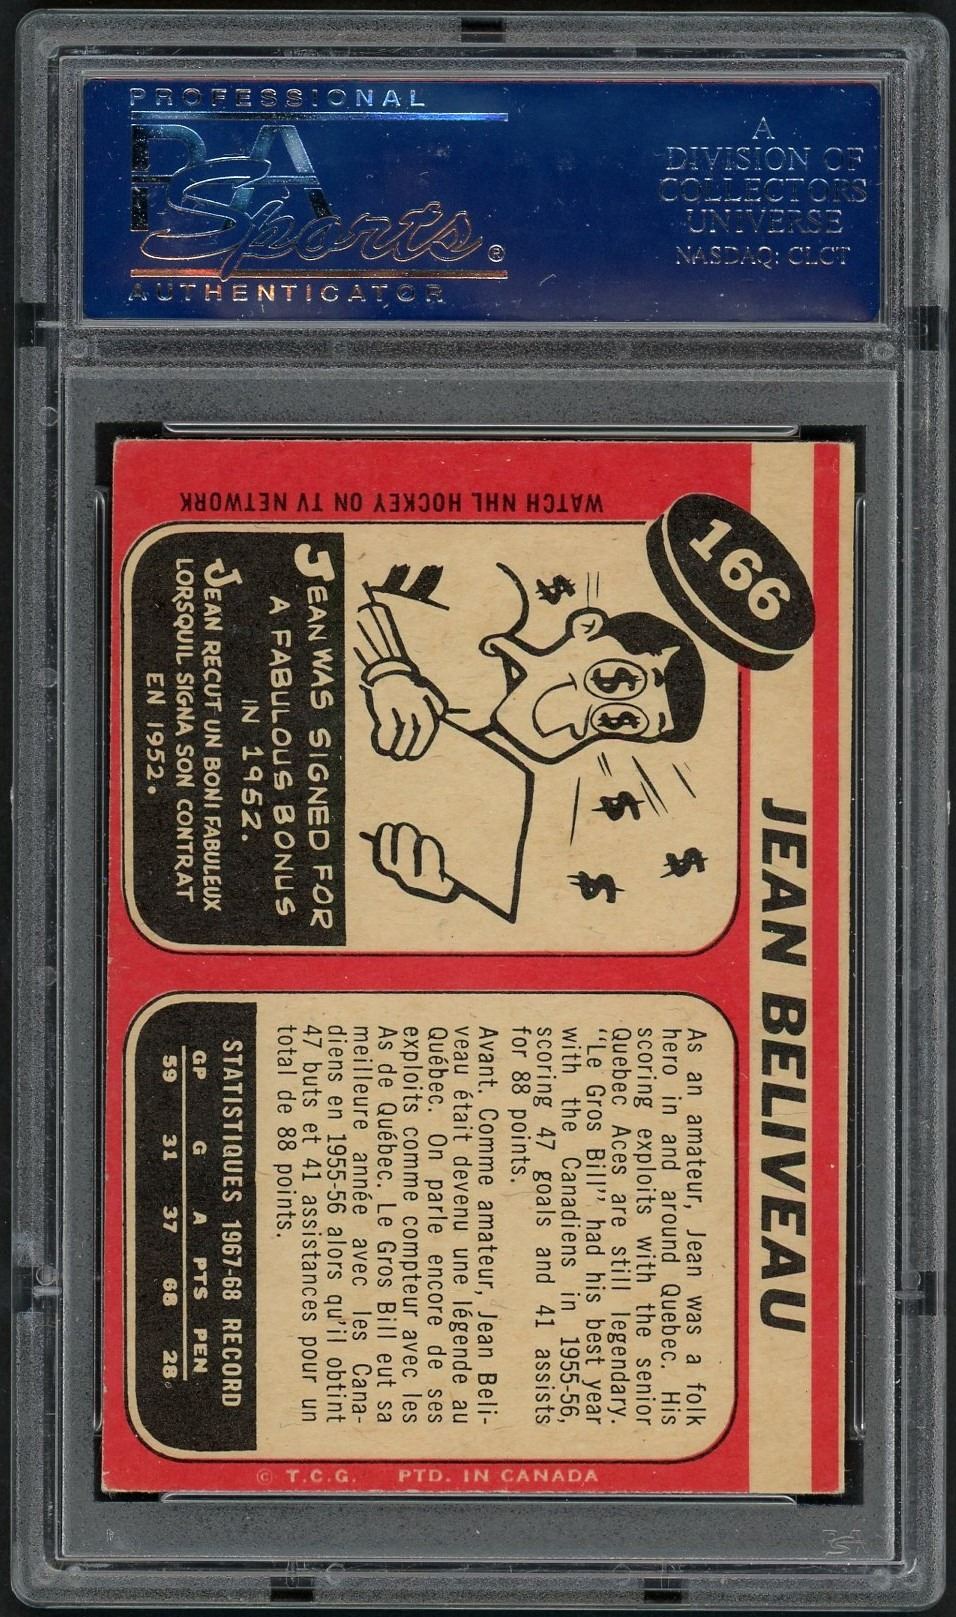 PROFESSIONAL
PSA
Sports®
AUTHENTICATOR
A
DIVISION OF
COLLECTORS
UNIVERSE
NASDAQ: CLCT
166
JEAN BELIVEAU
WATCH NHL HOCKEY ON TV NETWORK
$
$ $
$
$
$
JEAN WAS SIGNED FOR
A FABULOUS BONUS
IN 1952.
JEAN RECUT UN BONI FABULEUX
LORSQUIL SIGNA SON CONTRAT
EN 1952.
As an amateur, Jean was a folk
hero in and around Quebec. His
scoring exploits with the senior
Quebec Aces are still legendary.
"Le Gros Bill" had his best year
with the Canadiens in 1955-56,
scoring 47 goals and 41 assists
for 88 points.
Avant. Comme amateur, Jean Beli-
veau était devenu une légende au
Québec. On parle encore de ses
exploits comme compteur avec les
As de Québec. Le Gros Bill eut sa
meilleure année avec les Cana-
diens en 1955-56 alors qu'il obtint
47 buts et 41 assistances pour un
total de 88 points.
STATISTIQUES 1967-68 RECORD
GP G A PTS PEN
59 31 37 68 28
© T.C.G. PTD. IN CANADA
PSA